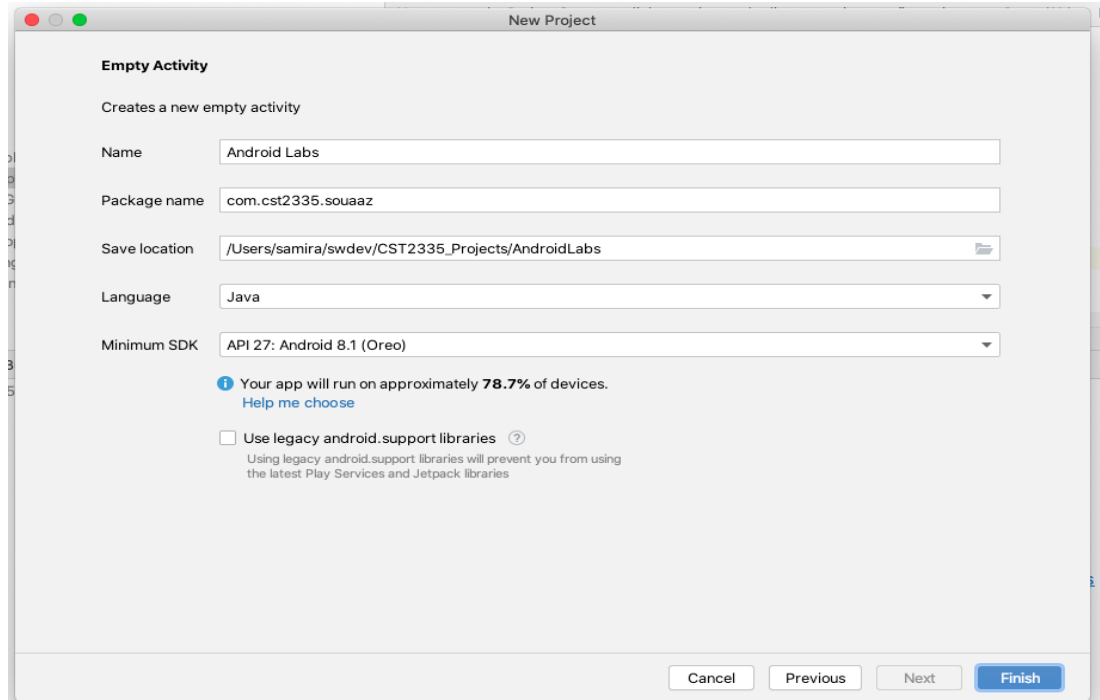 New Project
Empty Activity
Creates a new empty activity
Name Android Labs
Package name com.cst2335.souaaz
Save location /Users/samira/swdev/CST2335_Projects/AndroidLabs
Language Java
Minimum SDK API 27: Android 8.1 (Oreo)
Your app will run on approximately 78.7% of devices.
Help me choose
Use legacy android.support libraries ?
Using legacy android.support libraries will prevent you from using
the latest Play Services and Jetpack libraries
Cancel Previous Next Finish